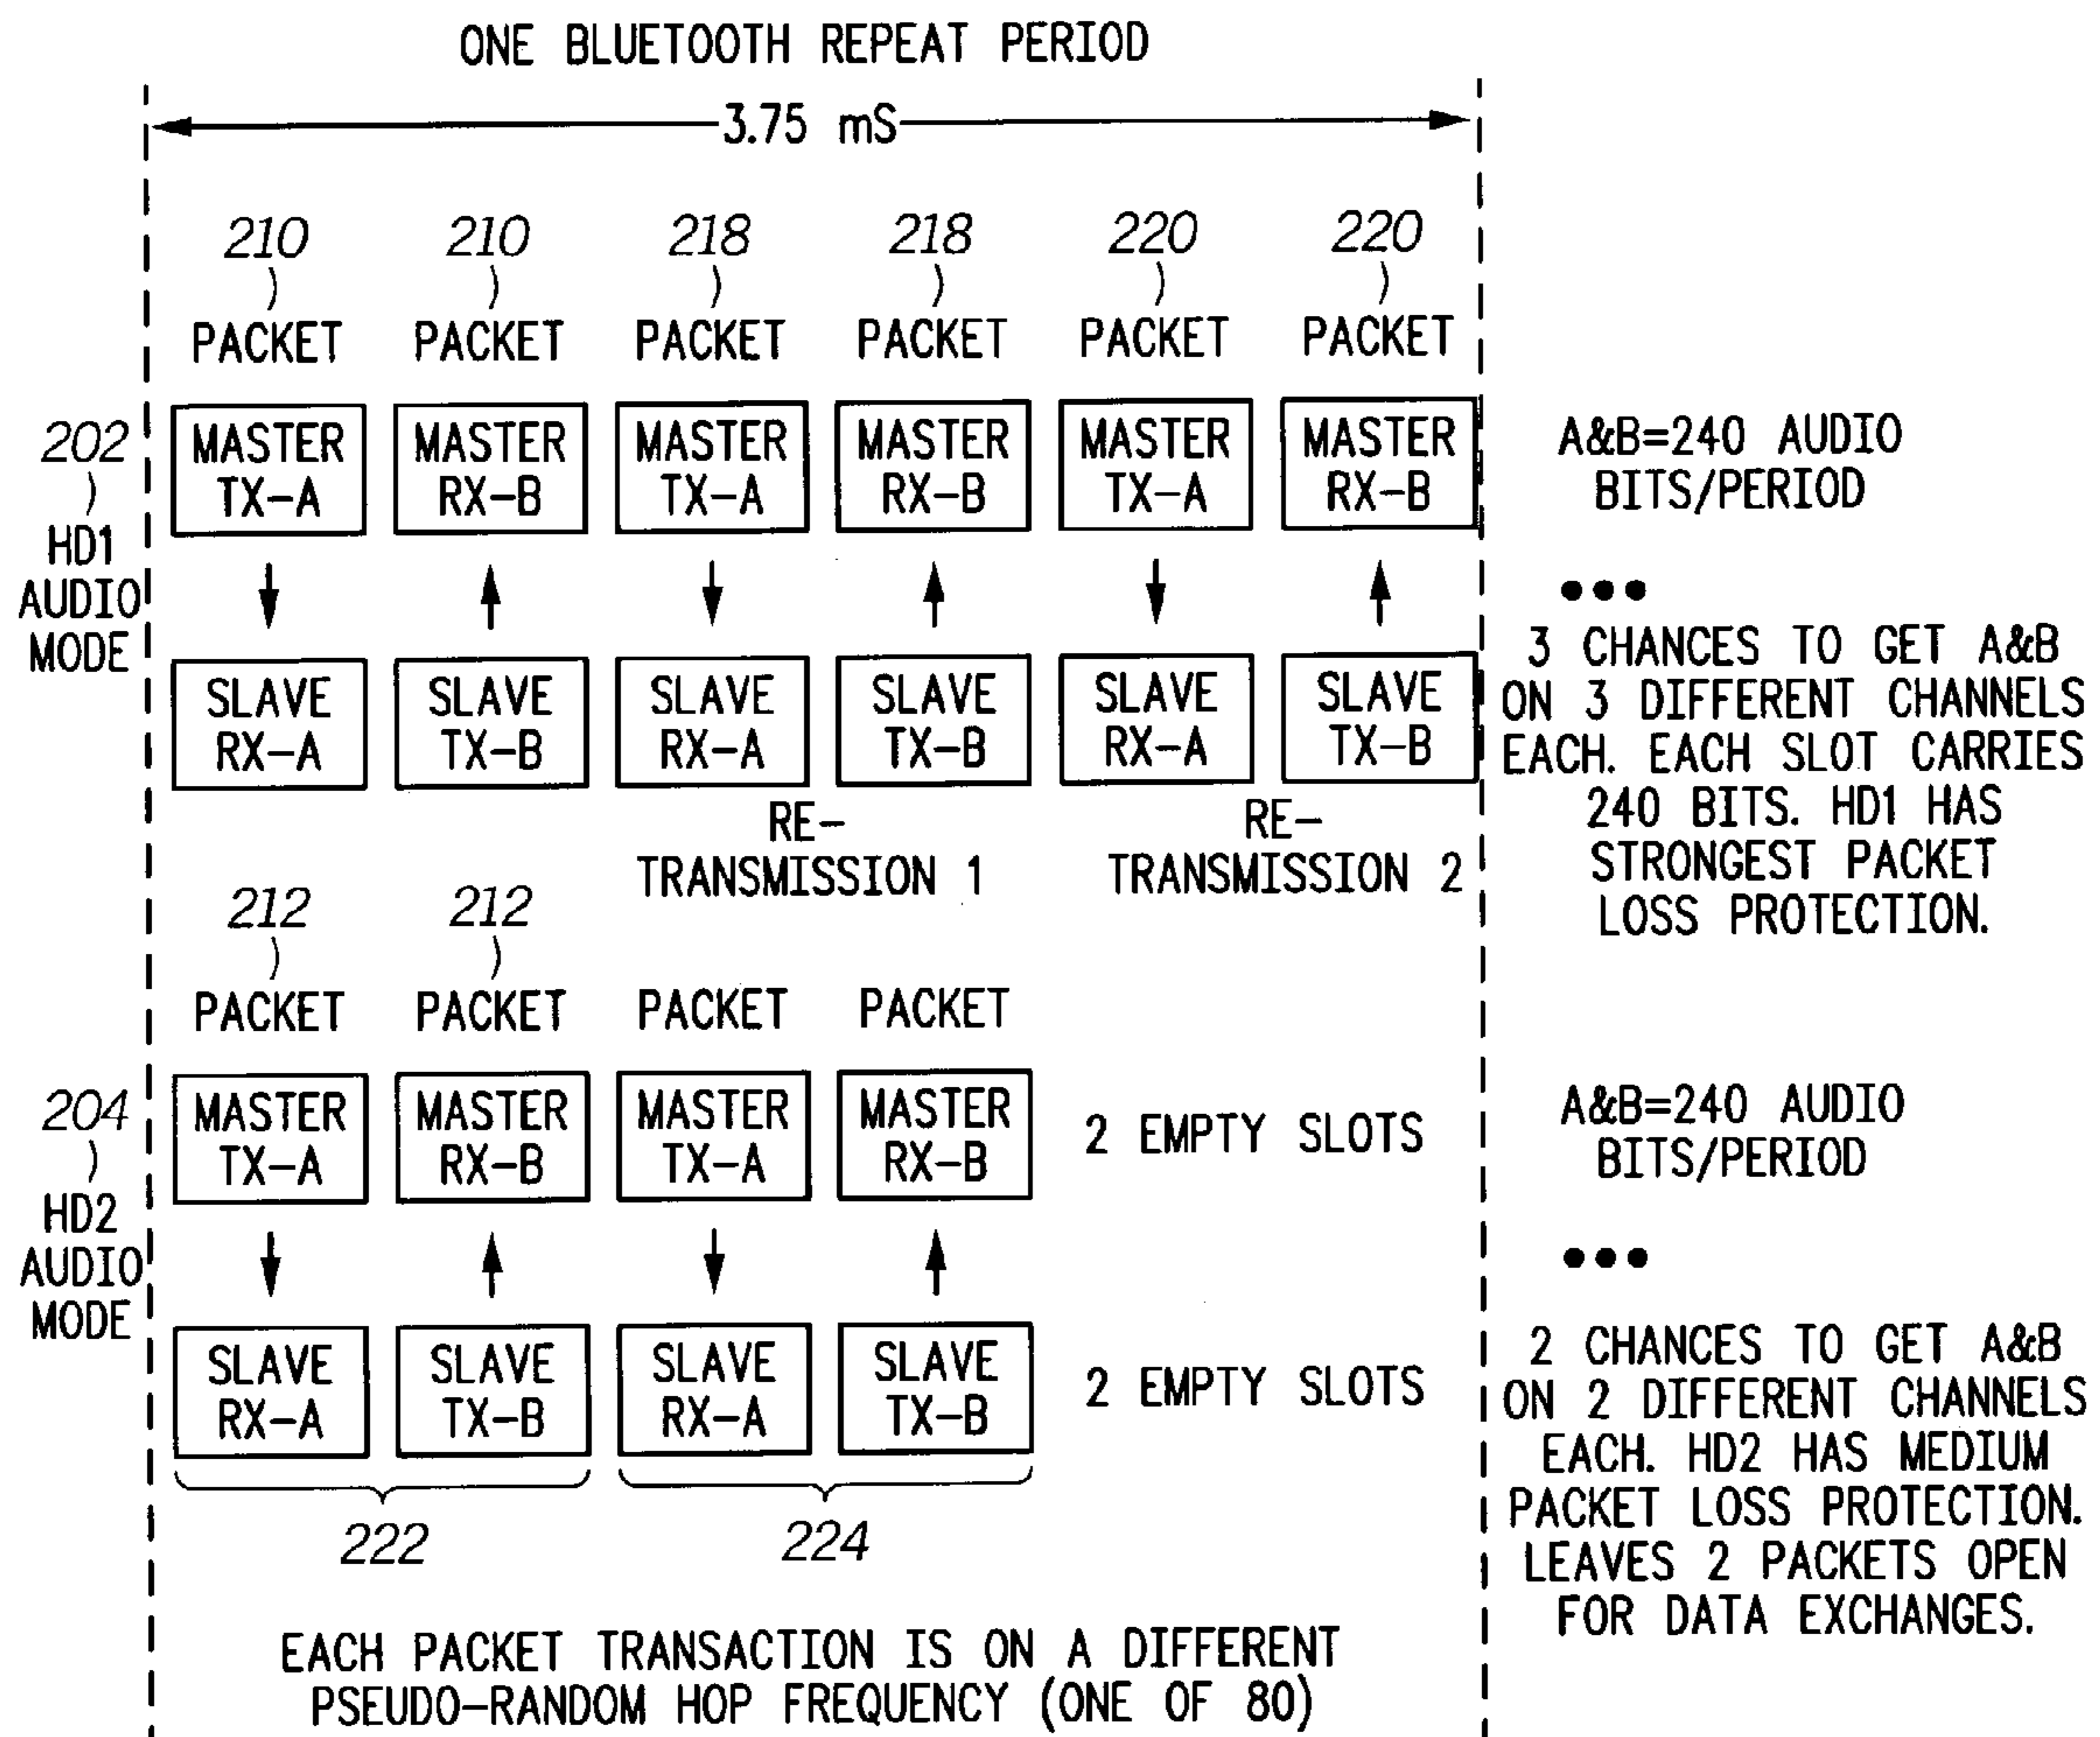 ONE BLUETOOTH REPEAT PERIOD
3.75 mS
210 210 218 218 220 220
PACKET PACKET PACKET PACKET PACKET PACKET
202
HD1
AUDIO
MODE
MASTER TX-A
MASTER RX-B
MASTER TX-A
MASTER RX-B
MASTER TX-A
MASTER RX-B
SLAVE RX-A
SLAVE TX-B
SLAVE RX-A
SLAVE TX-B
SLAVE RX-A
SLAVE TX-B
RE-
TRANSMISSION 1
RE-
TRANSMISSION 2
A&B=240 AUDIO
BITS/PERIOD
•••
3 CHANCES TO GET A&B
ON 3 DIFFERENT CHANNELS
EACH. EACH SLOT CARRIES
240 BITS. HD1 HAS
STRONGEST PACKET
LOSS PROTECTION.
212 212
PACKET PACKET PACKET PACKET
204
HD2
AUDIO
MODE
MASTER TX-A
MASTER RX-B
MASTER TX-A
MASTER RX-B
2 EMPTY SLOTS
SLAVE RX-A
SLAVE TX-B
SLAVE RX-A
SLAVE TX-B
2 EMPTY SLOTS
222 224
A&B=240 AUDIO
BITS/PERIOD
•••
2 CHANCES TO GET A&B
ON 2 DIFFERENT CHANNELS
EACH. HD2 HAS MEDIUM
PACKET LOSS PROTECTION.
LEAVES 2 PACKETS OPEN
FOR DATA EXCHANGES.
EACH PACKET TRANSACTION IS ON A DIFFERENT
PSEUDO-RANDOM HOP FREQUENCY (ONE OF 80)